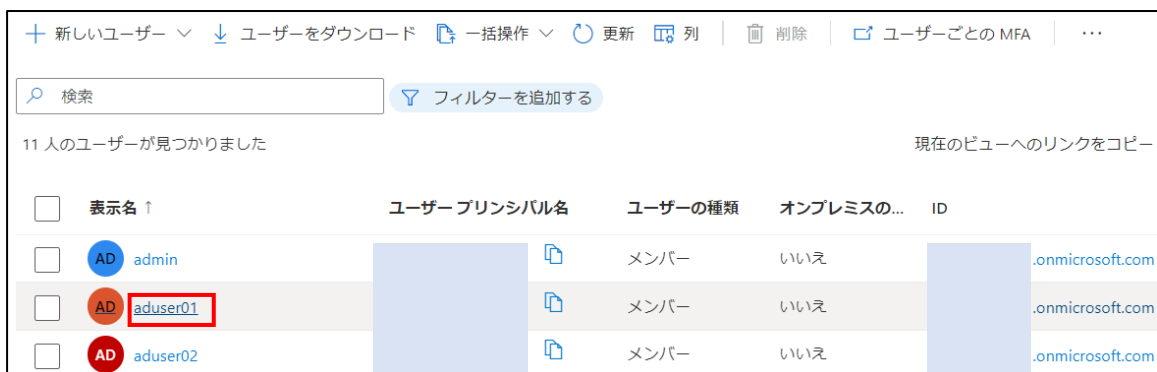 新しいユーザー ユーザーをダウンロード 一括操作 更新 列 削除 ユーザーごとの MFA ...
検索 フィルターを追加する
11 人のユーザーが見つかりました 現在のビューへのリンクをコピー
表示名 ↑ ユーザー プリンシパル名 ユーザーの種類 オンプレミスの... ID
AD admin メンバー いいえ .onmicrosoft.com
AD aduser01 メンバー いいえ .onmicrosoft.com
AD aduser02 メンバー いいえ .onmicrosoft.com